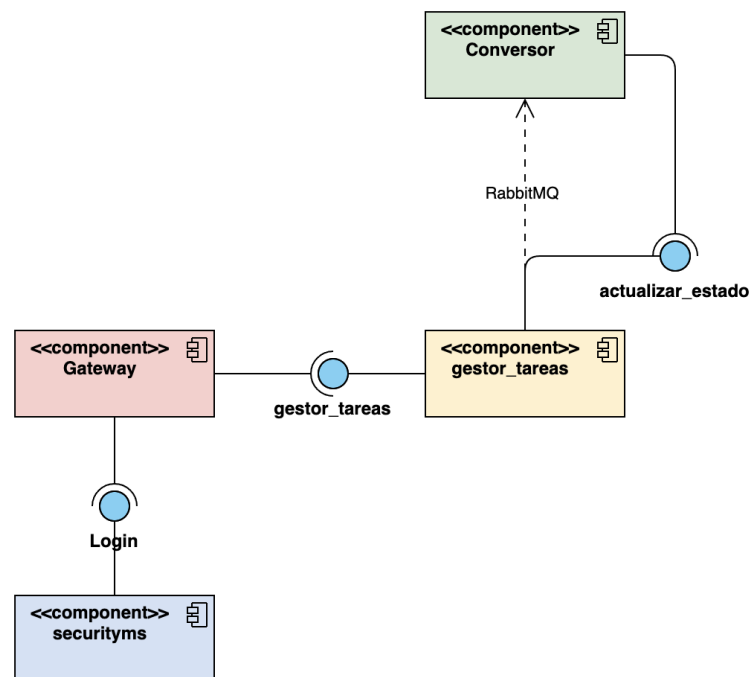 <<component>>
Conversor
RabbitMQ
actualizar_estado
<<component>>
Gateway
gestor_tareas
<<component>>
gestor_tareas
Login
<<component>>
securityms